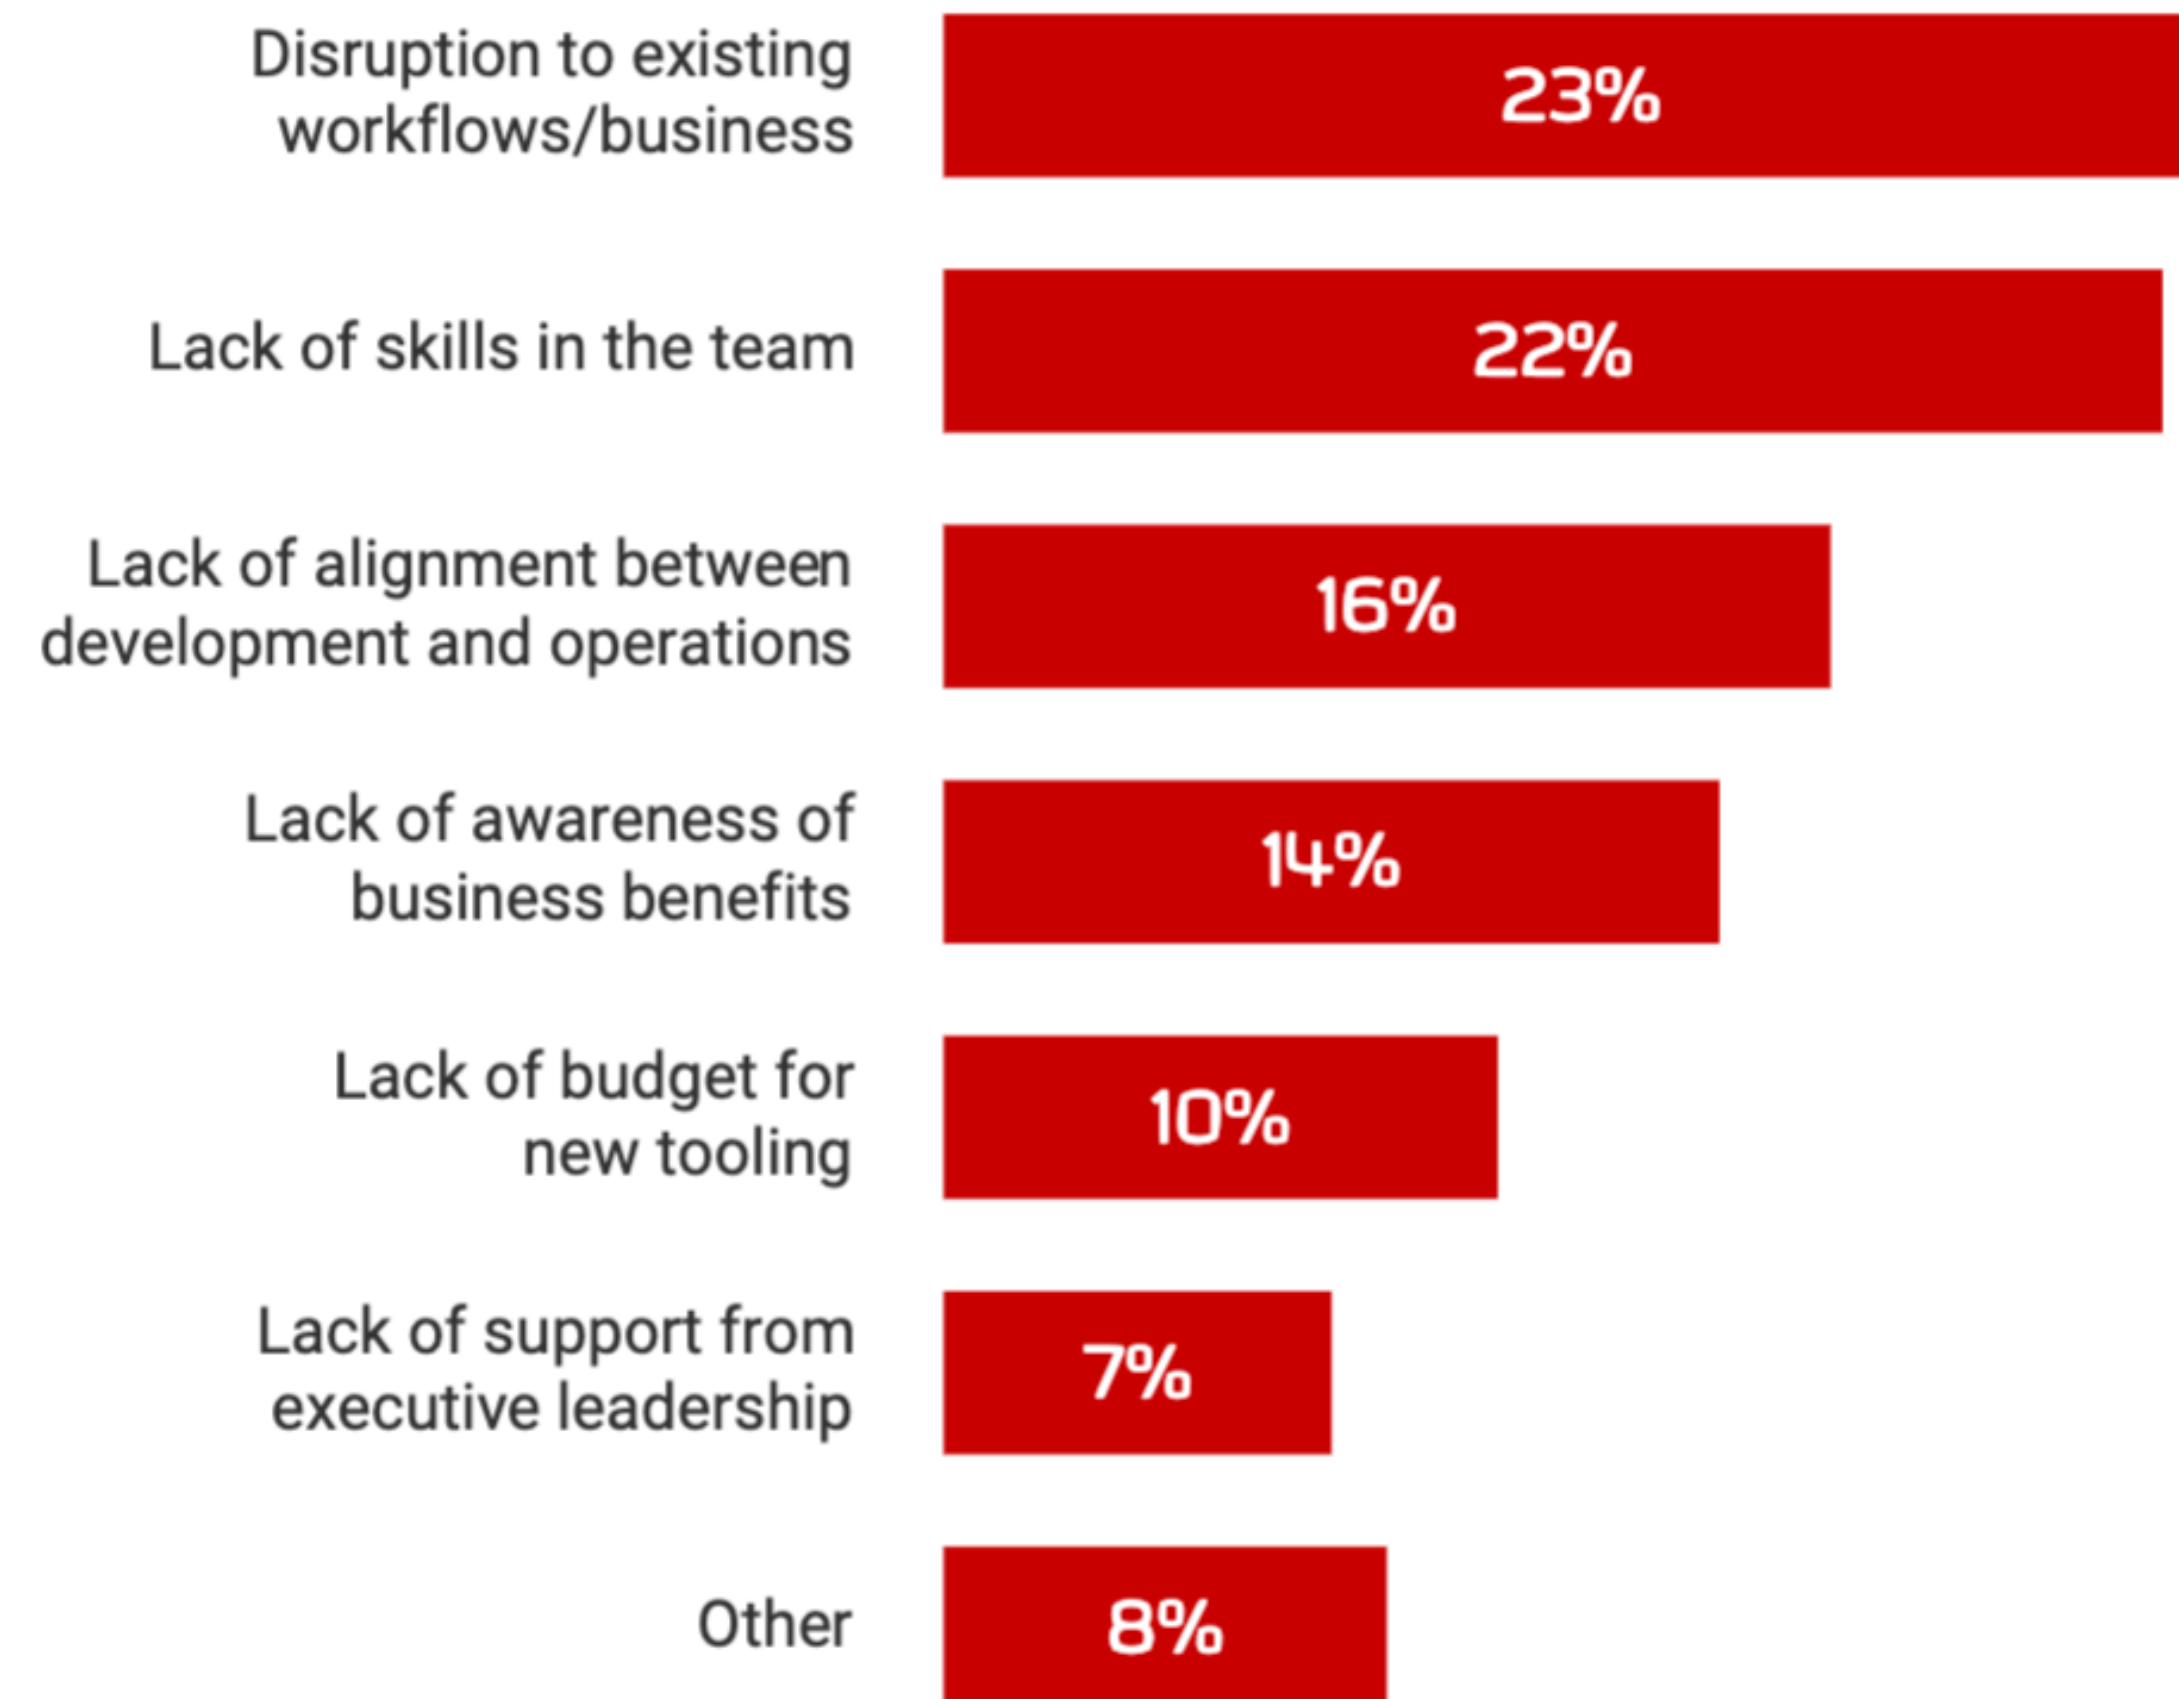 Disruption to existing
workflows/business
23%
Lack of skills in the team
22%
Lack of alignment between
development and operations
16%
Lack of awareness of
business benefits
14%
Lack of budget for
new tooling
10%
Lack of support from
executive leadership
7%
Other
8%